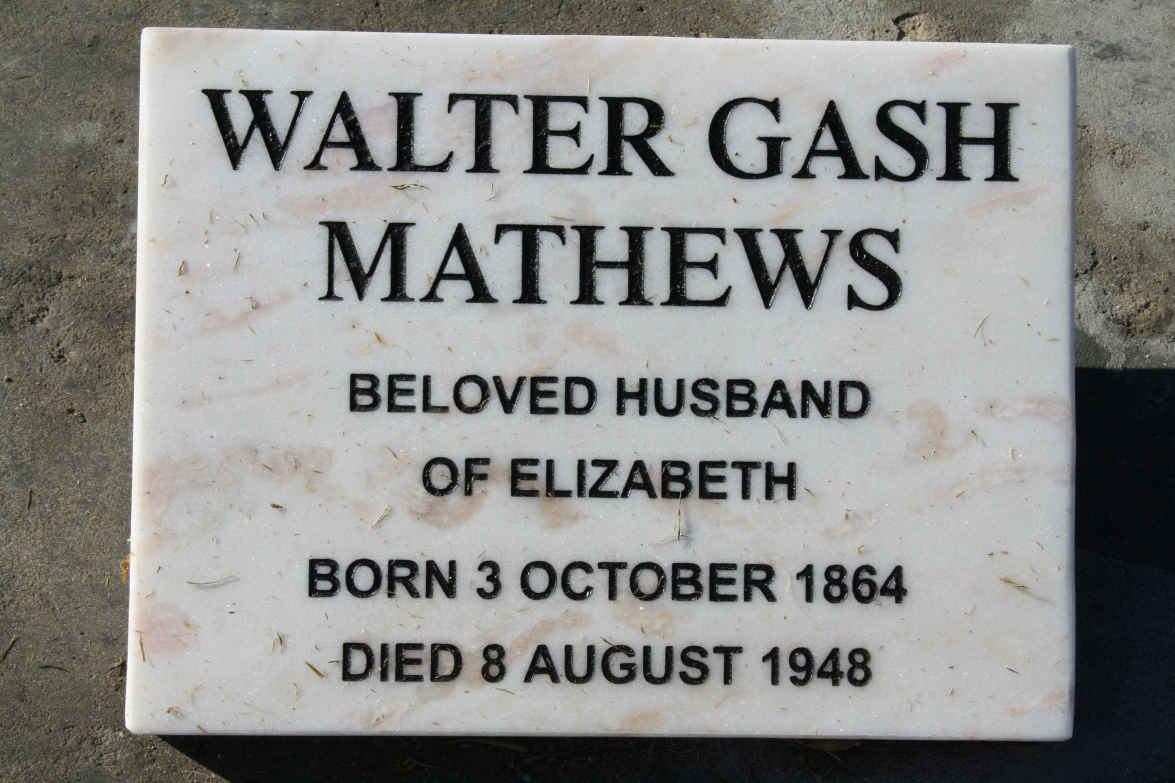 WALTER GASH
MATHEWS
BELOVED HUSBAND
OF ELIZABETH
BORN 3 OCTOBER 1864
DIED 8 AUGUST 1948